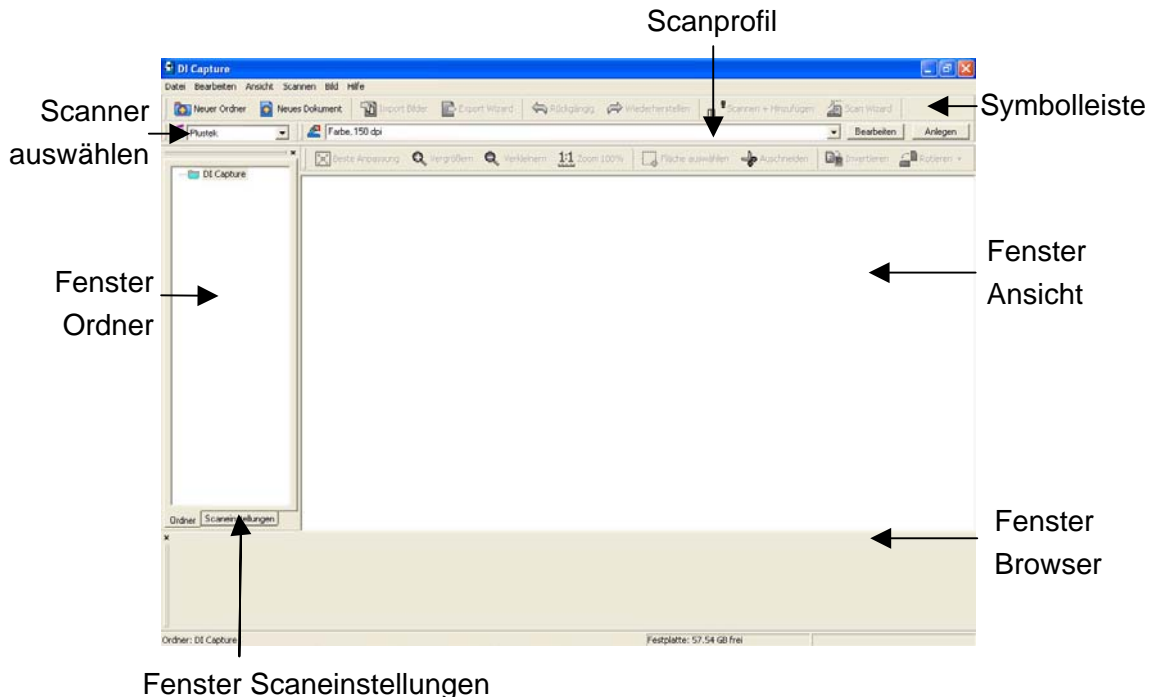 Scanprofil
DI Capture
Datei Bearbeiten Ansicht Scannen Bild Hilfe
Neuer Ordner Neues Dokument Import Bilder Export Wizard Rückgängig Wiederherstellen Scannen + Hinzufügen Scan Wizard
Symbolleiste
Scanner
auswählen
Plustek
Farbe, 150 dpi
Bearbeiten Anlegen
Beste Anpassung Vergrößern Verkleinern 1:1 Zoom 100% Fläche auswählen Auschneiden Invertieren Rotieren
DI Capture
Fenster
Ordner
Fenster
Ansicht
Ordner Scaneinstellungen
Fenster
Browser
Ordner: DI Capture
Festplatte: 57.54 GB frei
Fenster Scaneinstellungen